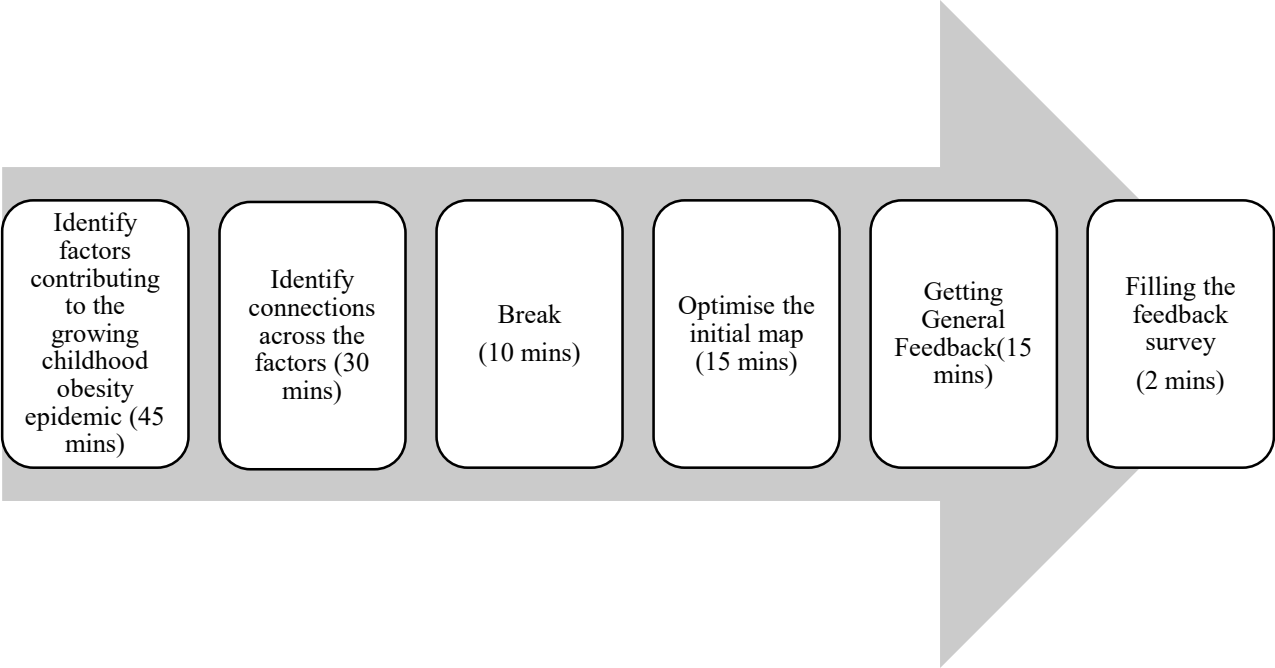 Identify
factors
contributing
to the
growing
childhood
obesity
epidemic (45
mins)
Identify
connections
across the
factors (30
mins)
Break
(10 mins)
Optimise the
initial map
(15 mins)
Getting
General
Feedback(15
mins)
Filling the
feedback
survey
(2 mins)